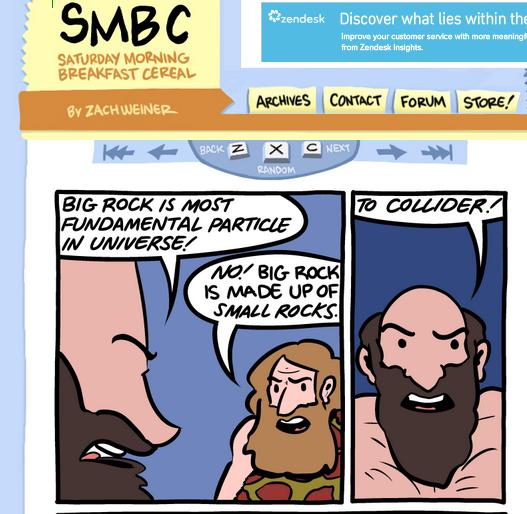 SMBC
SATURDAY MORNING
BREAKFAST CEREAL
BY ZACH WEINER
zendesk
Discover what lies within the
Improve your customer service with more meaningf
from Zendesk Insights.
ARCHIVES
CONTACT
FORUM
STORE!
BACK Z X C NEXT
RANDOM
BIG ROCK IS MOST
FUNDAMENTAL PARTICLE
IN UNIVERSE!
NO! BIG ROCK
IS MADE UP OF
SMALL ROCKS.
TO COLLIDER!